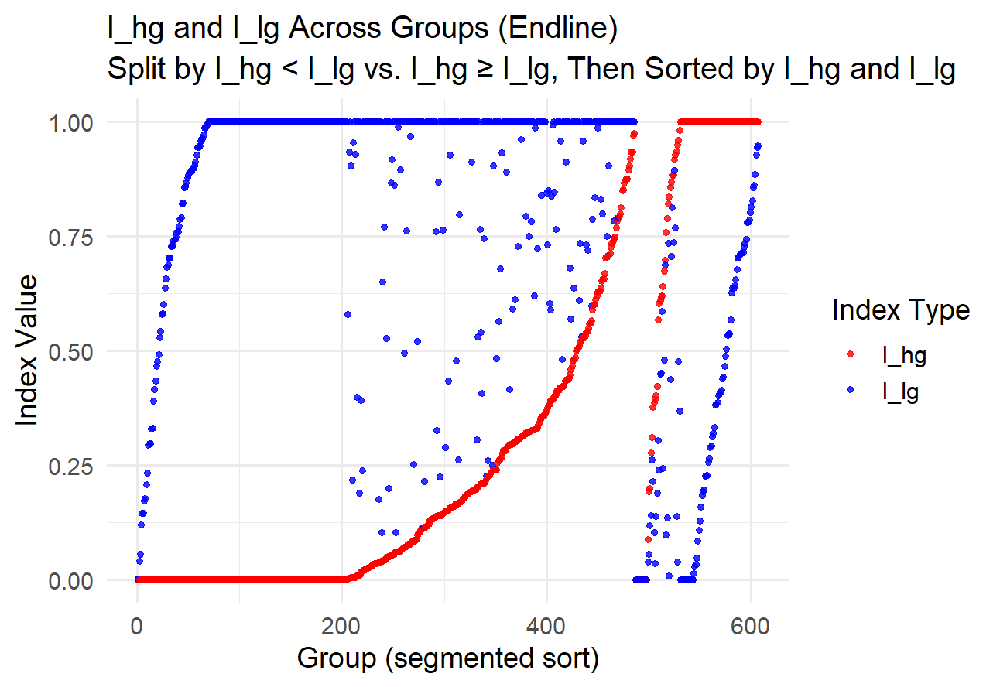 I_hg and I_lg Across Groups (Endline)
Split by I_hg < I_lg vs. I_hg ≥ I_lg, Then Sorted by I_hg and I_lg
1.00
0.75
0.50
0.25
0.00
Index Value
0 200 400 600
Group (segmented sort)
Index Type
I_hg
I_lg